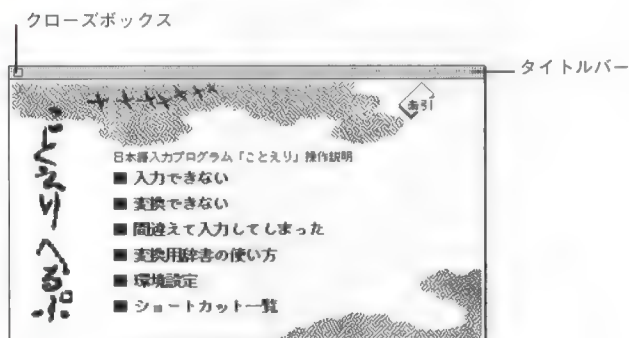 クローズボックス
タイトルバー
索引
ことえりへるぷ
日本語入力プログラム「ことえり」操作説明
■ 入力できない
■ 変換できない
■ 間違えて入力してしまった
■ 変換用辞書の使い方
■ 環境設定
■ ショートカット一覧